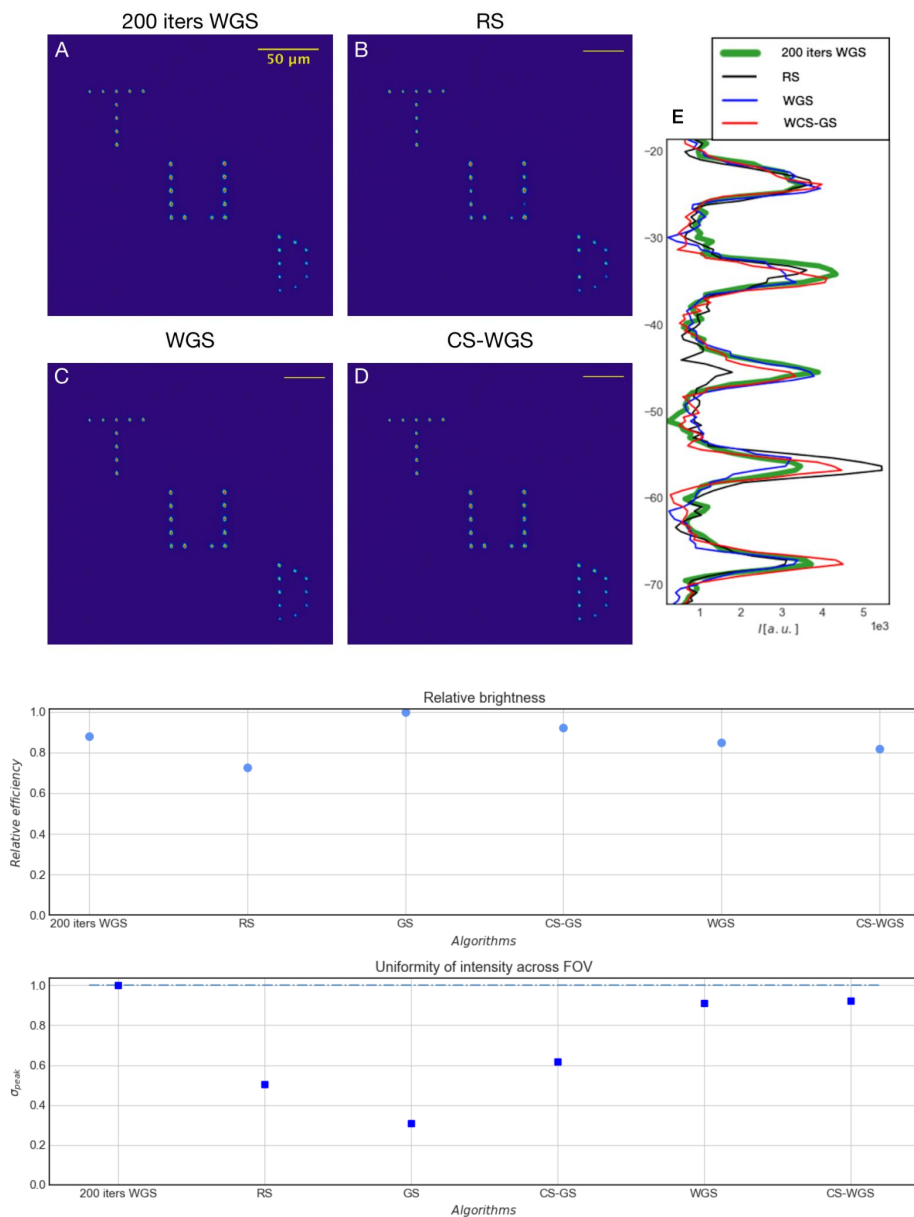 200 iters WGS
RS
A
50 µm
B
WGS
CS-WGS
C
D
E
200 iters WGS
RS
WGS
WCS-GS
−20
−30
−40
−50
−60
−70
1 2 3 4 5
1e3
I[a.u.]
Relative brightness
1.0
0.8
0.6
0.4
0.2
0.0
Relative efficiency
200 iters WGS RS GS CS-GS WGS CS-WGS
Algorithms
Uniformity of intensity across FOV
1.0
0.8
0.6
0.4
0.2
0.0
σpeak
200 iters WGS RS GS CS-GS WGS CS-WGS
Algorithms